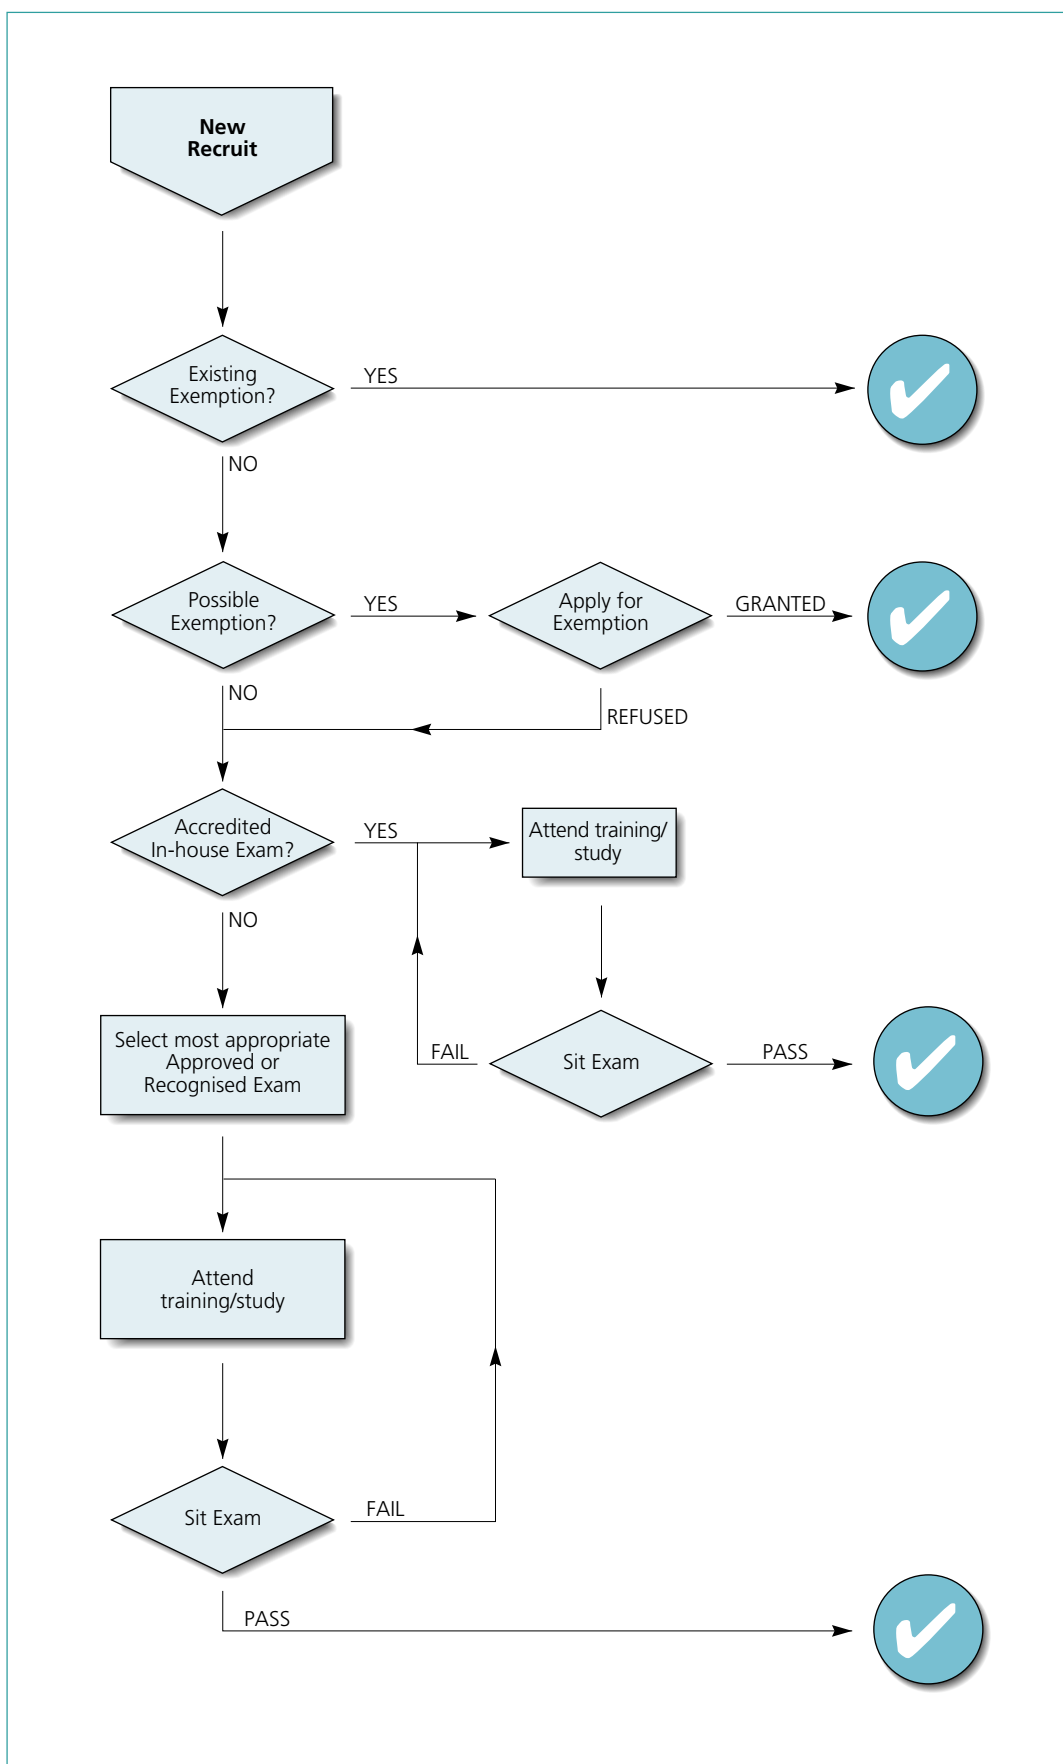 New
Recruit
Existing
Exemption?
YES
NO
Possible
Exemption?
YES
Apply for
Exemption
GRANTED
NO
REFUSED
Accredited
In-house Exam?
YES
Attend training/
study
NO
Select most appropriate
Approved or
Recognised Exam
FAIL
Sit Exam
PASS
Attend
training/study
Sit Exam
FAIL
PASS